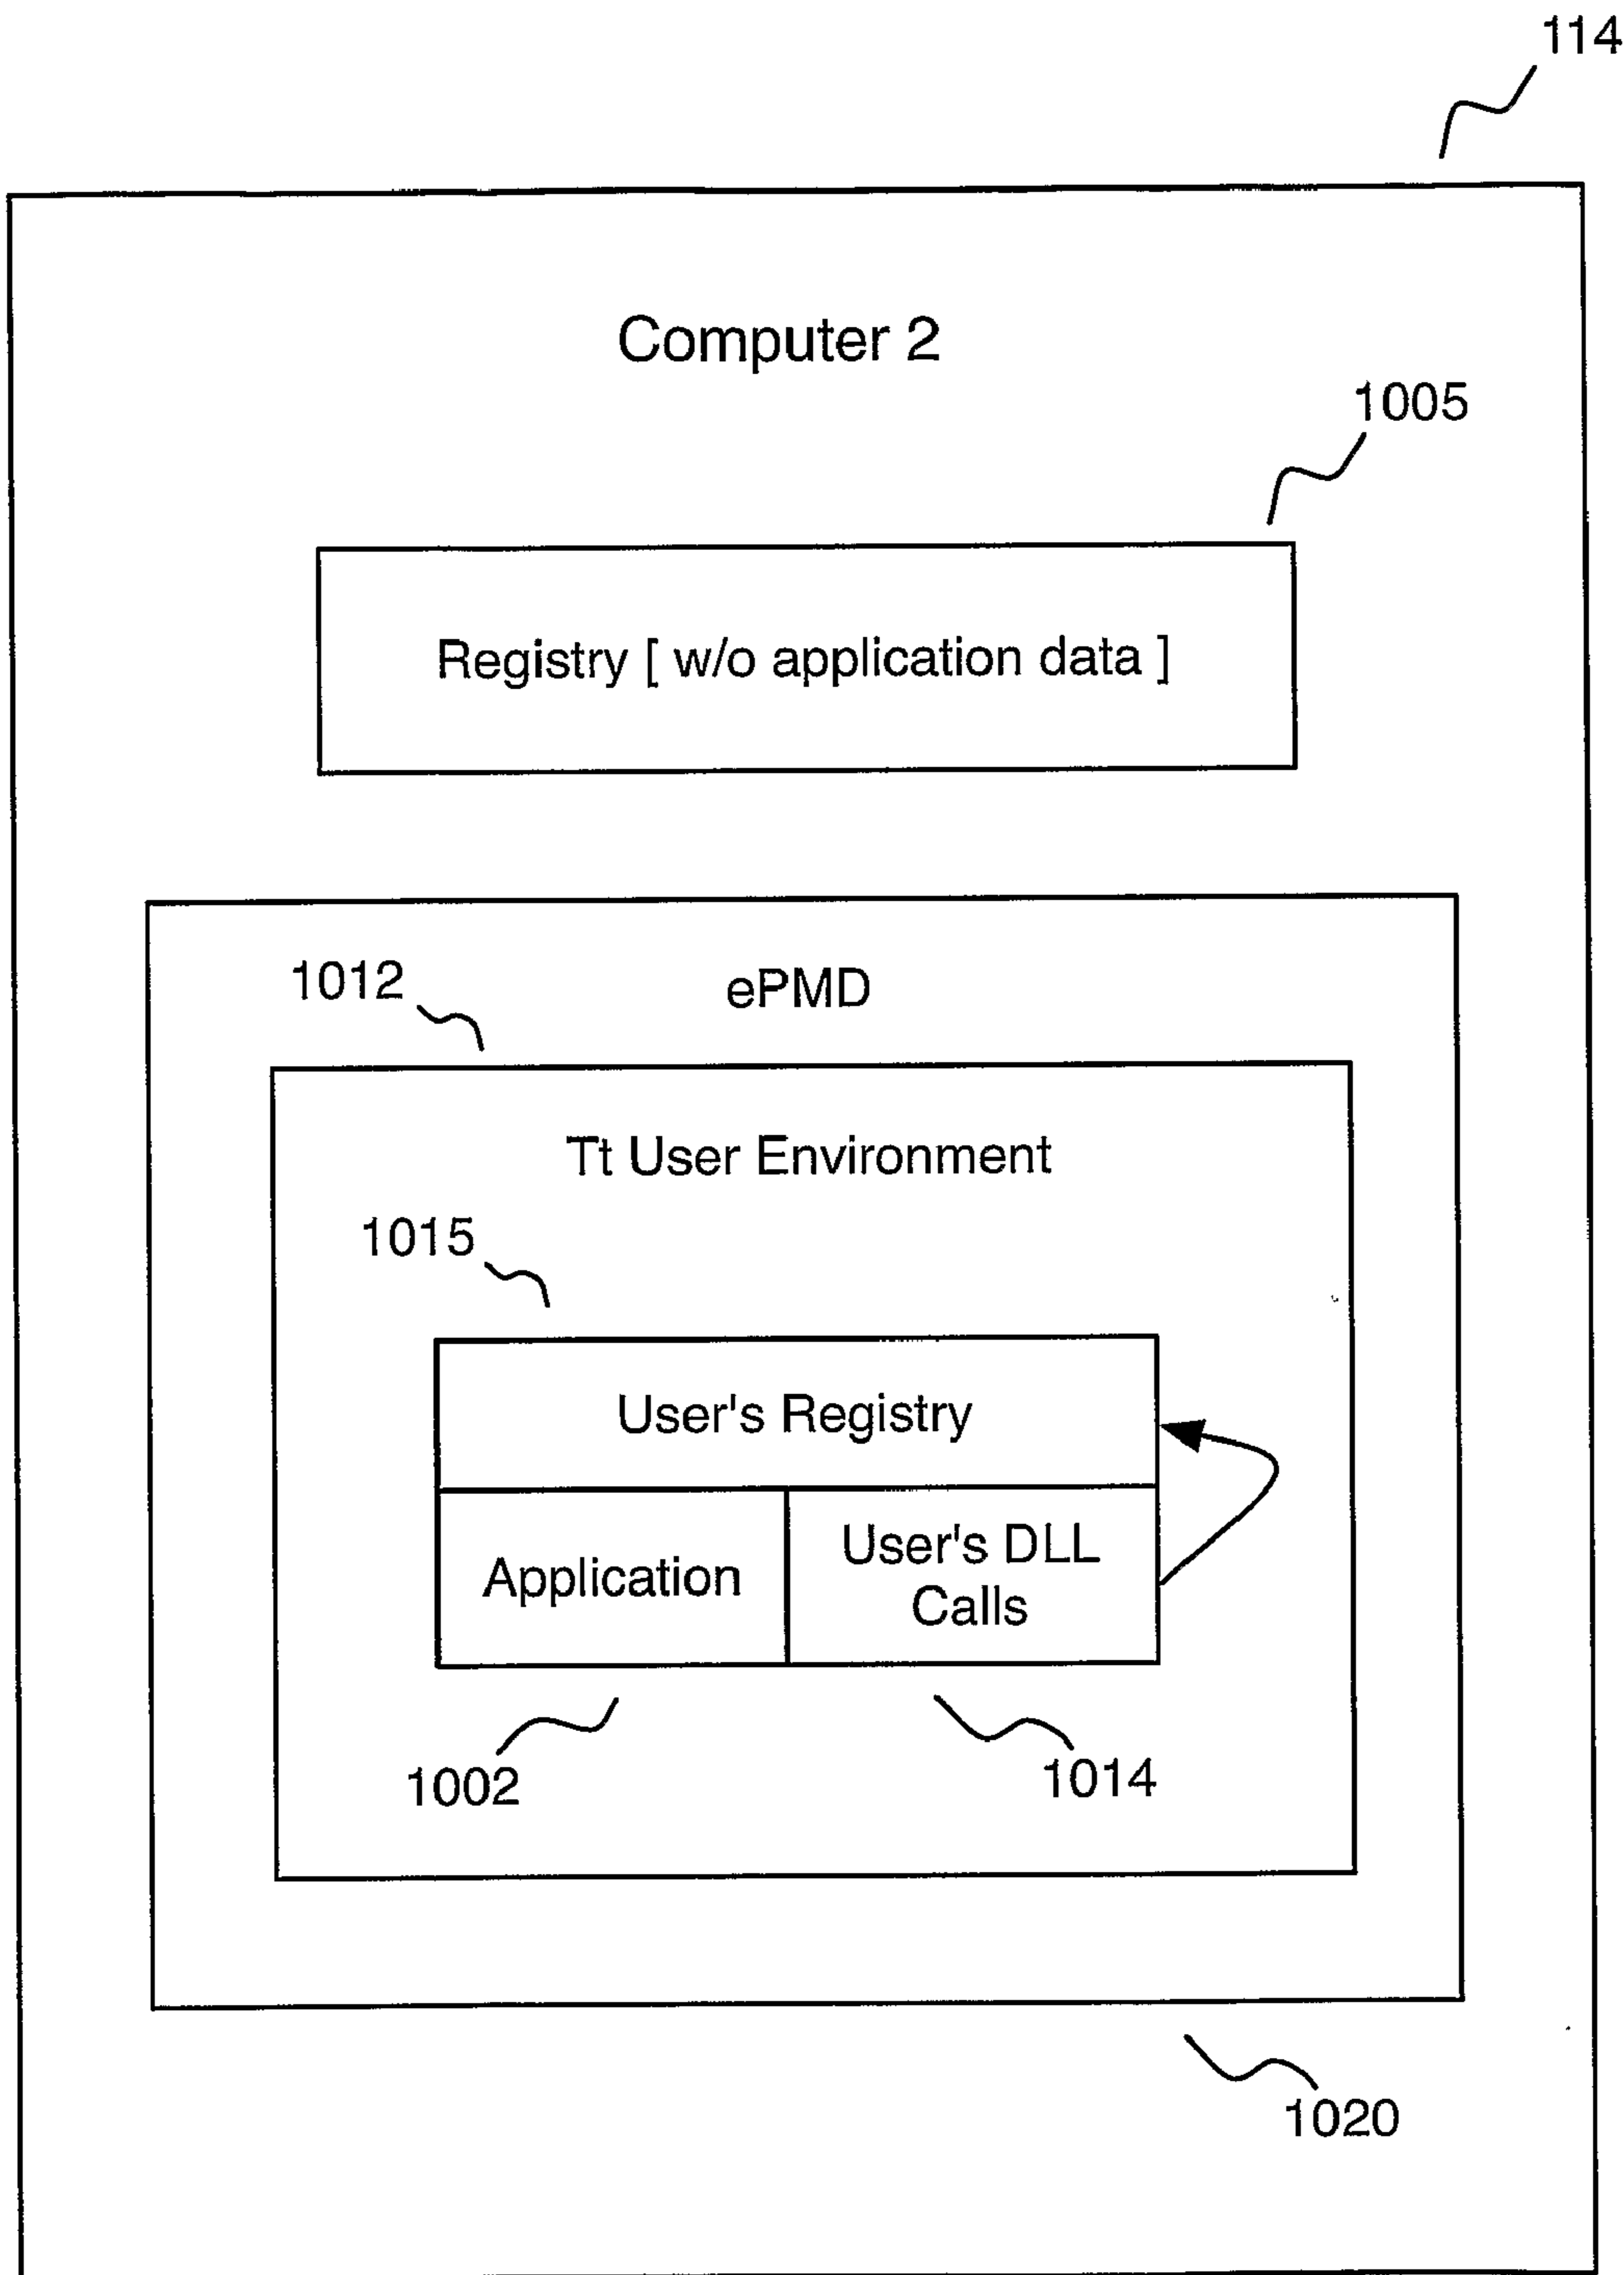 114
Computer 2
1005
Registry [ w/o application data ]
1012
ePMD
Tt User Environment
1015
User's Registry
Application
User's DLL
Calls
1002
1014
1020